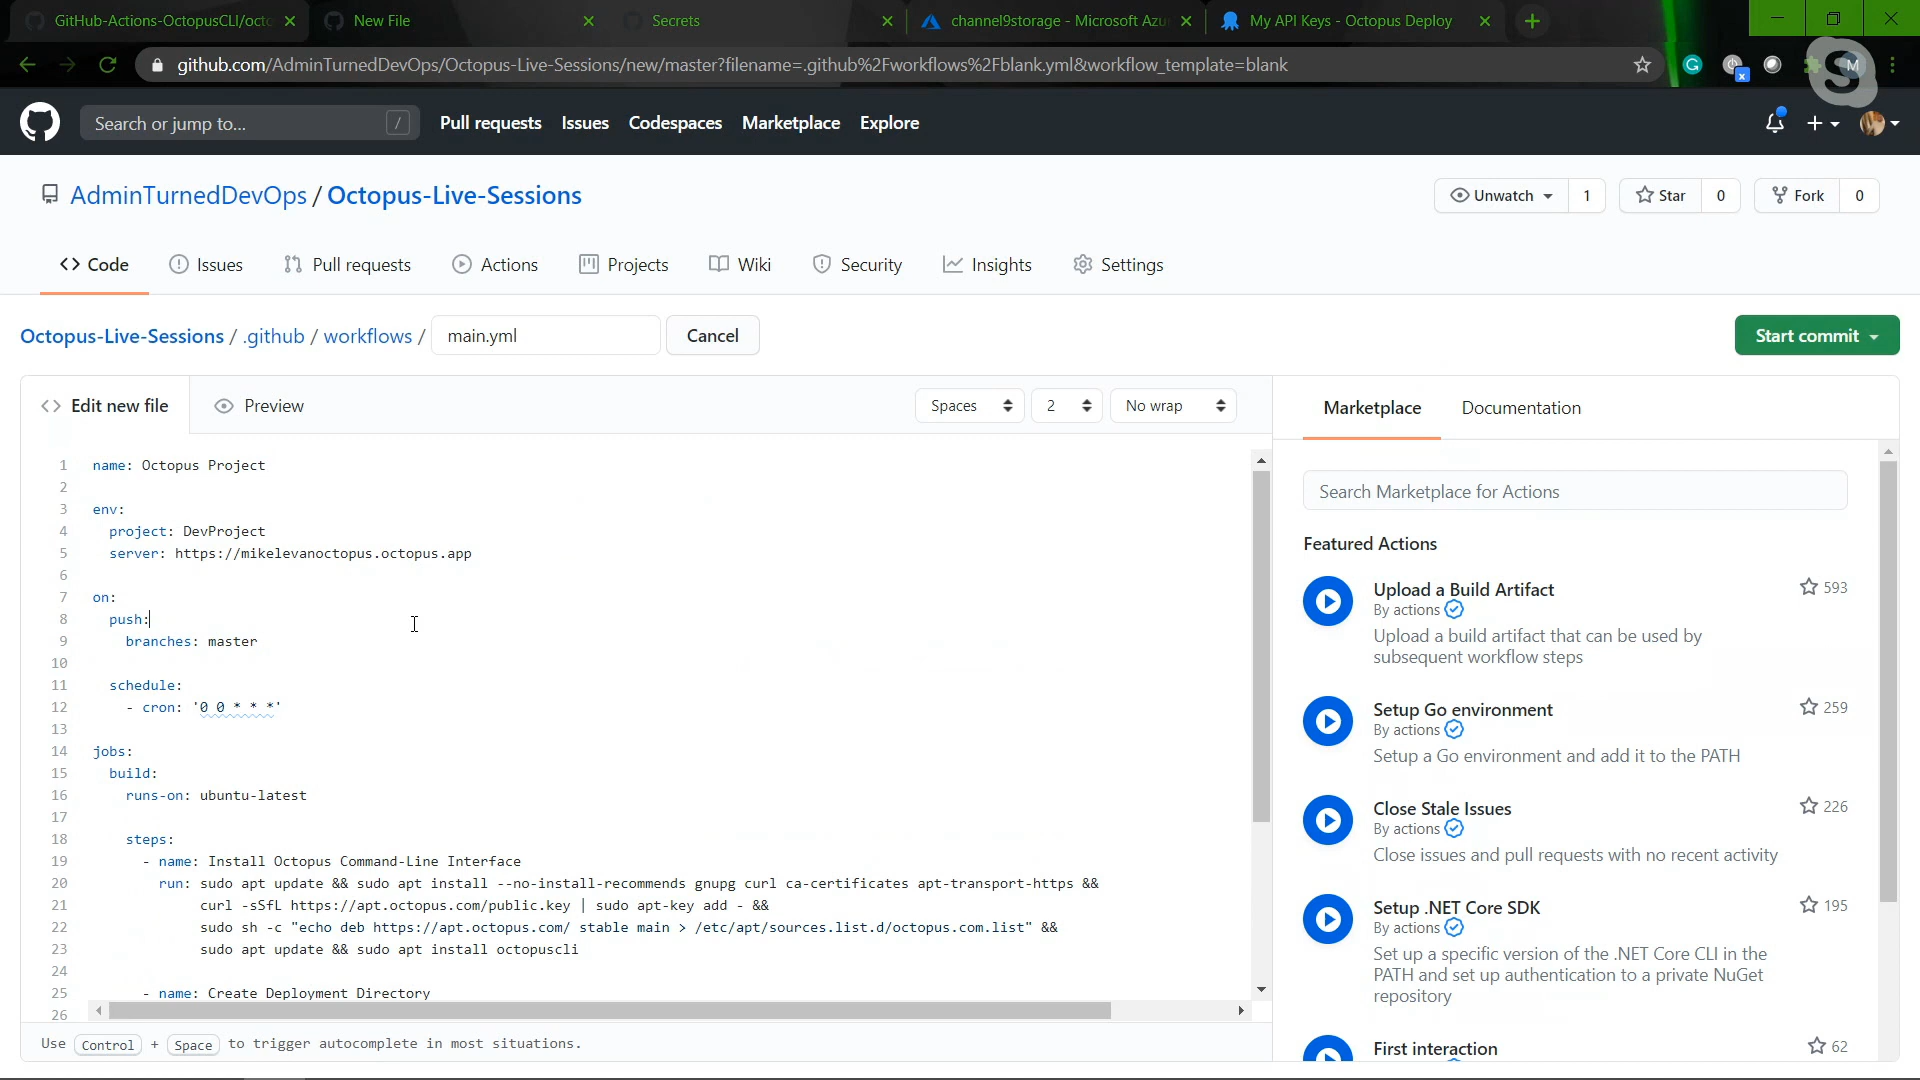 GitHub-Actions-OctopusCLI/octo
New File
Secrets
channel9storage - Microsoft Azu
My API Keys - Octopus Deploy
github.com/AdminTurnedDevOps/Octopus-Live-Sessions/new/master?filename=.github%2Fworkflows%2Fblank.yml&workflow_template=blank
Search or jump to... /
Pull requests Issues Codespaces Marketplace Explore
AdminTurnedDevOps / Octopus-Live-Sessions
Unwatch 1 Star 0 Fork 0
Code Issues Pull requests Actions Projects Wiki Security Insights Settings
Octopus-Live-Sessions / .github / workflows / main.yml Cancel
Start commit
Edit new file Preview
Spaces 2 No wrap
1 name: Octopus Project
2
3 env:
4 project: DevProject
5 server: https://mikelevanoctopus.octopus.app
6
7 on:
8 push:
9 branches: master
10
11 schedule:
12 - cron: '0 0 * * *'
13
14 jobs:
15 build:
16 runs-on: ubuntu-latest
17
18 steps:
19 - name: Install Octopus Command-Line Interface
20 run: sudo apt update && sudo apt install --no-install-recommends gnupg curl ca-certificates apt-transport-https &&
21 curl -sSfL https://apt.octopus.com/public.key | sudo apt-key add - &&
22 sudo sh -c "echo deb https://apt.octopus.com/ stable main > /etc/apt/sources.list.d/octopus.com.list" &&
23 sudo apt update && sudo apt install octopuscli
24
25 - name: Create Deployment Directory
26
Use Control + Space to trigger autocomplete in most situations.
Marketplace Documentation
Search Marketplace for Actions
Featured Actions
Upload a Build Artifact 593
By actions
Upload a build artifact that can be used by
subsequent workflow steps
Setup Go environment 259
By actions
Setup a Go environment and add it to the PATH
Close Stale Issues 226
By actions
Close issues and pull requests with no recent activity
Setup .NET Core SDK 195
By actions
Set up a specific version of the .NET Core CLI in the
PATH and set up authentication to a private NuGet
repository
First interaction 62